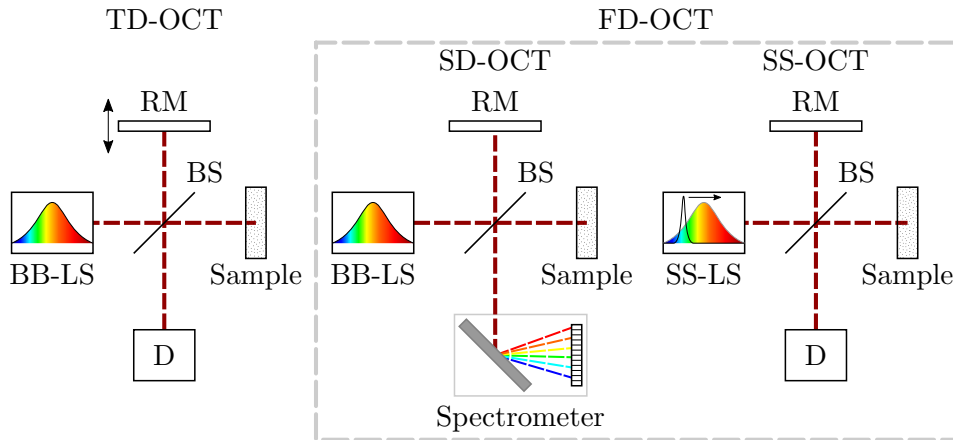 TD-OCT
FD-OCT
SD-OCT
SS-OCT
RM
RM
RM
BS
BS
BS
BB-LS
Sample
BB-LS
Sample
SS-LS
Sample
D
D
Spectrometer